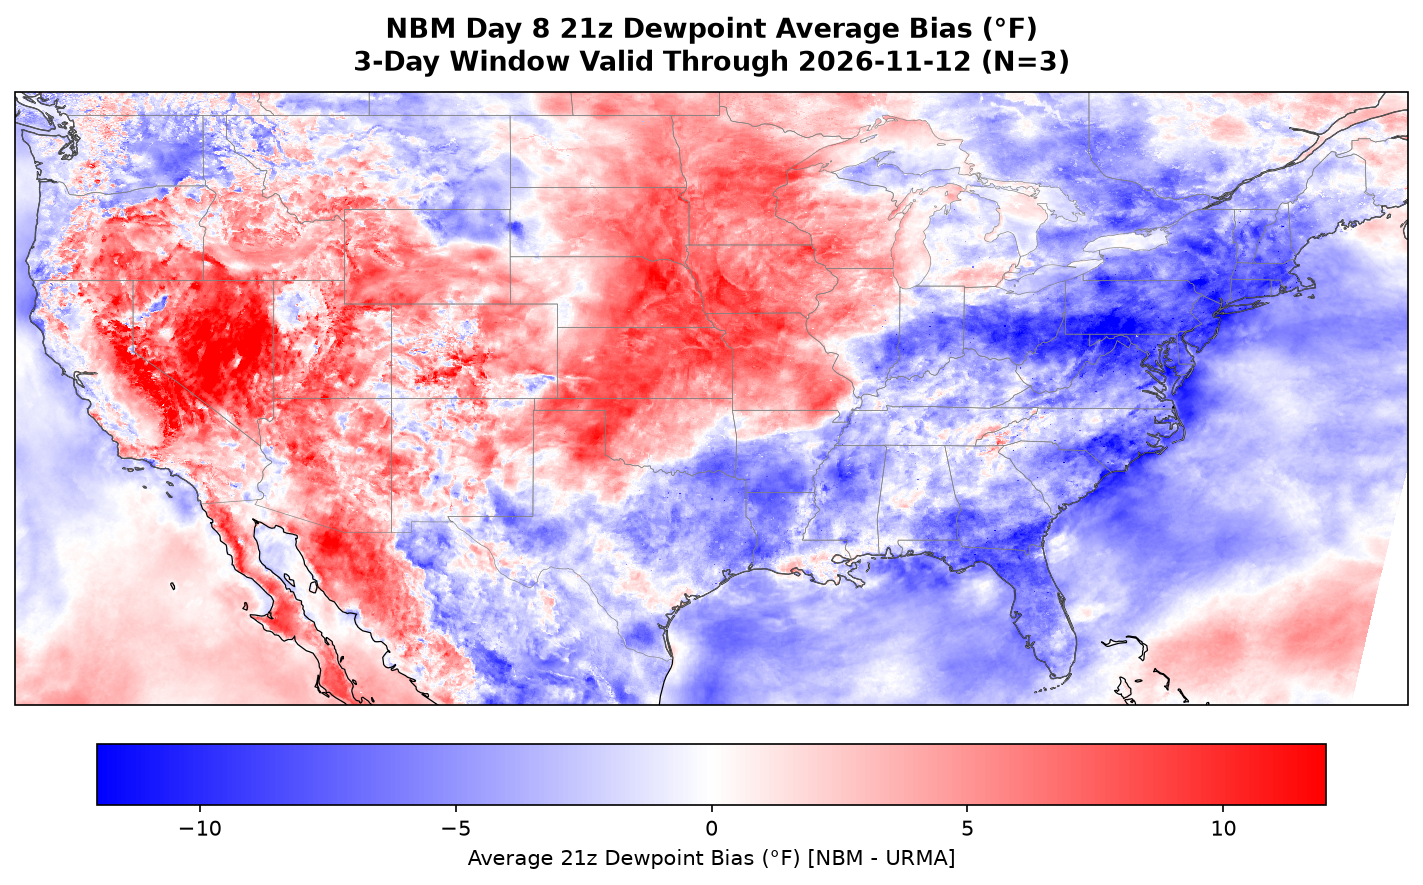 NBM Day 8 21z Dewpoint Average Bias (°F)
3-Day Window Valid Through 2026-11-12 (N=3)
−10 −5 0 5 10
Average 21z Dewpoint Bias (°F) [NBM - URMA]